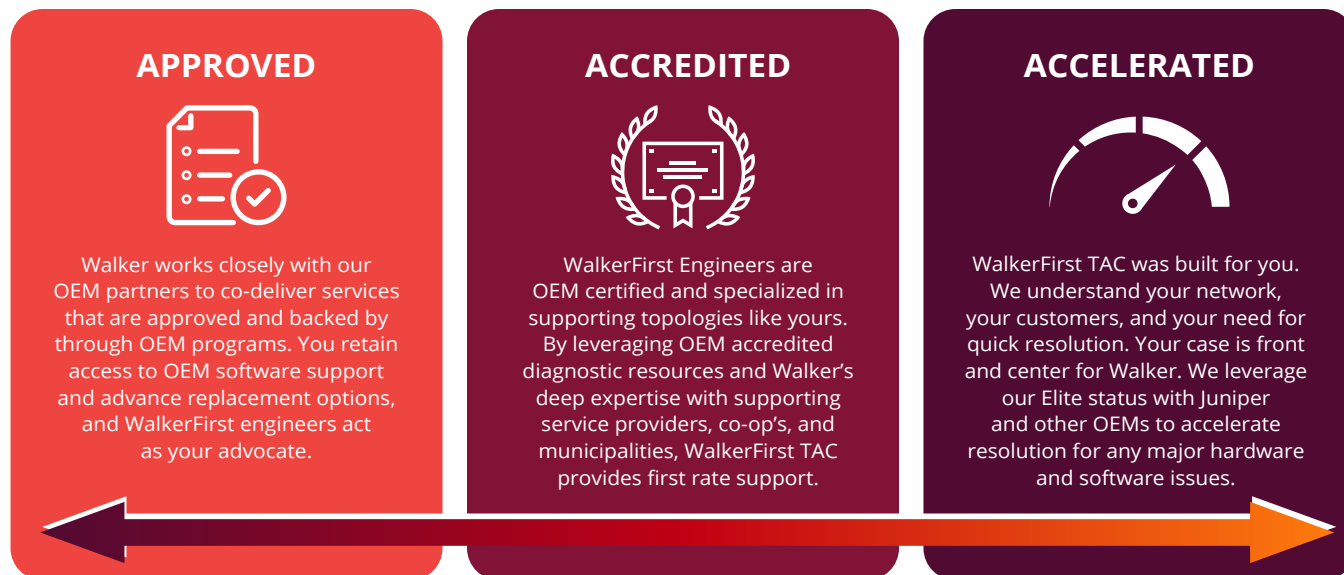 APPROVED
Walker works closely with our
OEM partners to co-deliver services
that are approved and backed by
through OEM programs. You retain
access to OEM software support
and advance replacement options,
and WalkerFirst engineers act
as your advocate.
ACCREDITED
WalkerFirst Engineers are
OEM certified and specialized in
supporting topologies like yours.
By leveraging OEM accredited
diagnostic resources and Walker’s
deep expertise with supporting
service providers, co-op’s, and
municipalities, WalkerFirst TAC
provides first rate support.
ACCELERATED
WalkerFirst TAC was built for you.
We understand your network,
your customers, and your need for
quick resolution. Your case is front
and center for Walker. We leverage
our Elite status with Juniper
and other OEMs to accelerate
resolution for any major hardware
and software issues.